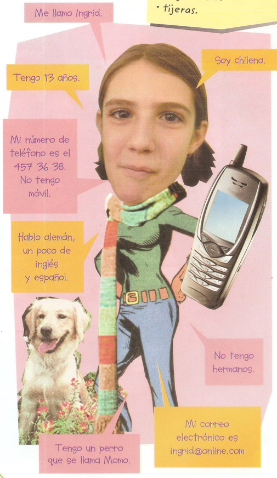 • tijeras.
Me llamo Ingrid.
Soy chilena.
Tengo 13 años.
Mi número de
teléfono es el
457 36 38.
No tengo
móvil.
Hablo alemán,
un poco de
inglés
y español.
No tengo
hermanos.
Mi correo
electrónico es
ingrid@online.com
Tengo un perro
que se llama Momo.